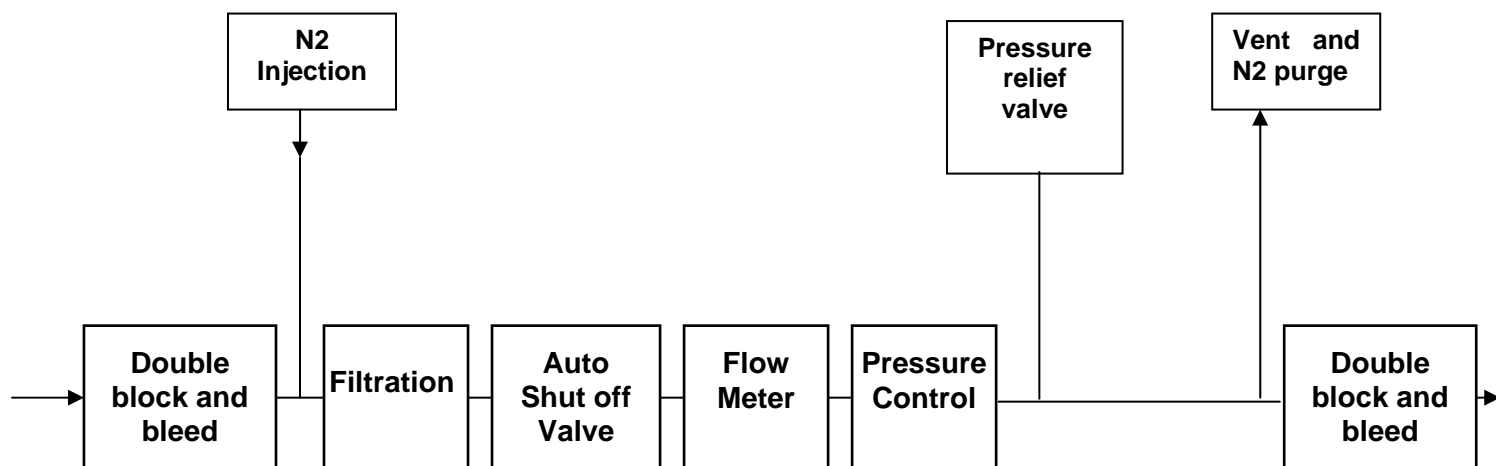 N2
Injection
Pressure
relief
valve
Vent and
N2 purge
Double
block and
bleed
Filtration
Auto
Shut off
Valve
Flow
Meter
Pressure
Control
Double
block and
bleed